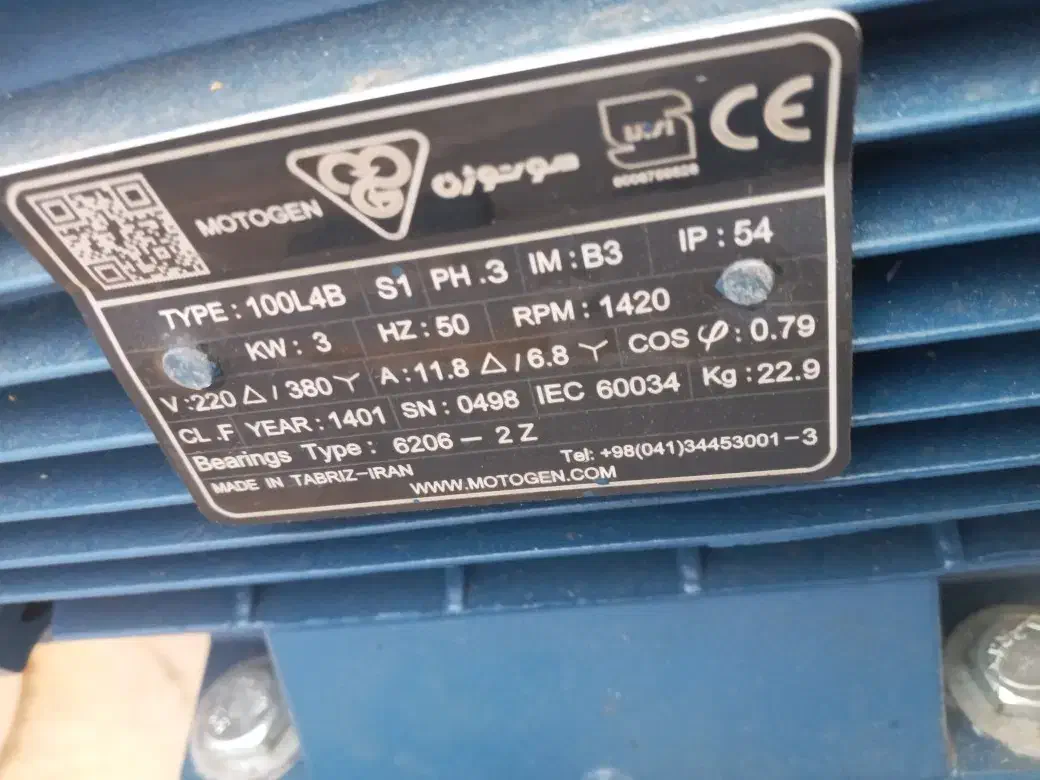 MOTOGEN موتوژن CE
TYPE : 100L4B S1 PH .3 IM : B3 IP : 54
KW : 3 HZ : 50 RPM : 1420
V :220 △ / 380 Y A : 11.8 △ / 6.8 Y COS φ : 0.79
CL .F YEAR : 1401 SN : 0498 IEC 60034 Kg : 22.9
Bearings Type : 6206 – 2Z
MADE IN TABRIZ-IRAN Tel: +98(041)34453001-3
WWW.MOTOGEN.COM